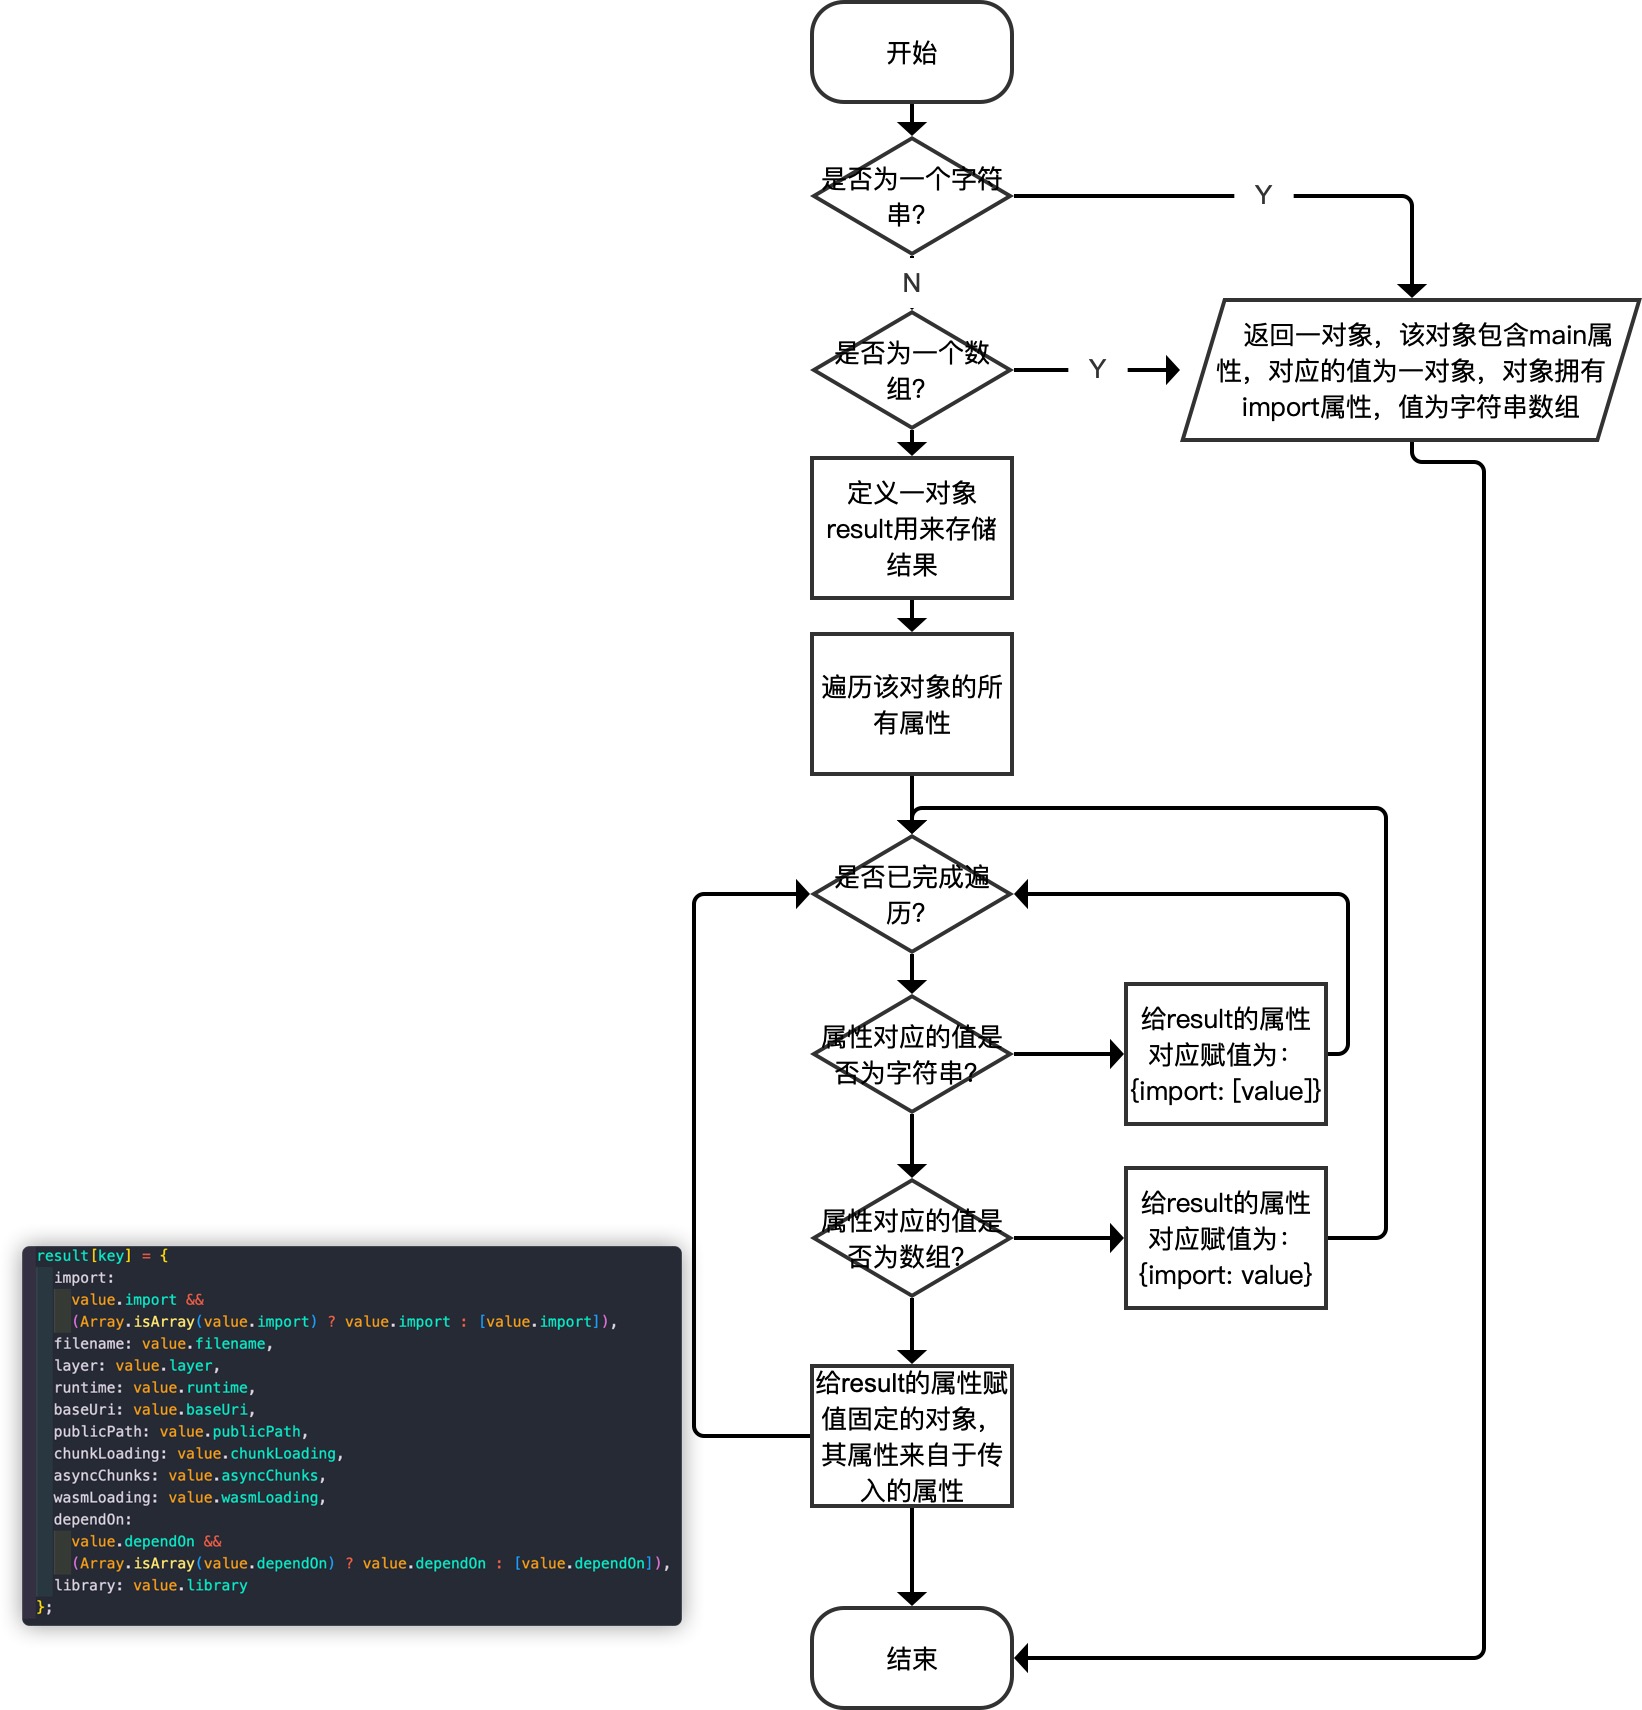 开始
是否为一个字符
串?
Y
N
是否为一个数
组?
Y
返回一对象，该对象包含main属
性，对应的值为一对象，对象拥有
import属性，值为字符串数组
定义一对象
result用来存储
结果
遍历该对象的所
有属性
是否已完成遍
历?
属性对应的值是
否为字符串?
给result的属性
对应赋值为：
{import: [value]}
属性对应的值是
否为数组?
给result的属性
对应赋值为：
{import: value}
给result的属性赋
值固定的对象，
其属性来自于传
入的属性
结束
result[key] = {
import:
value.import &&
(Array.isArray(value.import) ? value.import : [value.import]),
filename: value.filename,
layer: value.layer,
runtime: value.runtime,
baseUri: value.baseUri,
publicPath: value.publicPath,
chunkLoading: value.chunkLoading,
asyncChunks: value.asyncChunks,
wasmLoading: value.wasmLoading,
dependOn:
value.dependOn &&
(Array.isArray(value.dependOn) ? value.dependOn : [value.dependOn]),
library: value.library
};